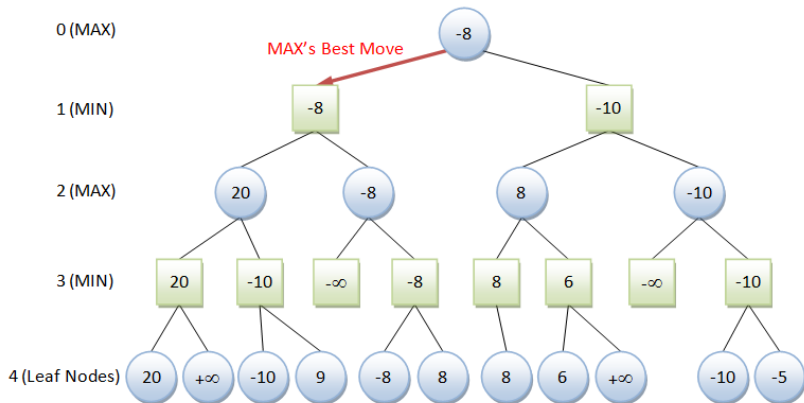 0 (MAX)
-8
MAX's Best Move
1 (MIN)
-8 -10
2 (MAX)
20 -8 8 -10
3 (MIN)
20 -10 -∞ -8 8 6 -∞ -10
4 (Leaf Nodes)
20 +∞ -10 9 -8 8 8 6 +∞ -10 -5